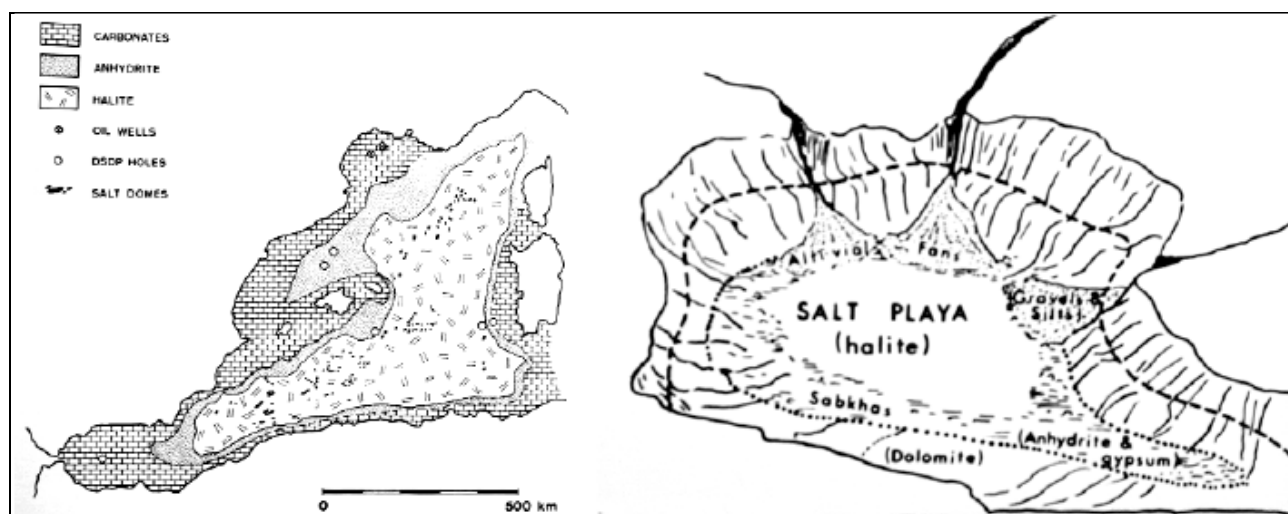 CARBONATES
ANHYDRITE
HALITE
OIL WELLS
DSDP HOLES
SALT DOMES
0 500 km
Alluvial Fans
Gravels &
Silts
SALT PLAYA
(halite)
Sabkhas
(Anhydrite &
gypsum)
(Dolomite)